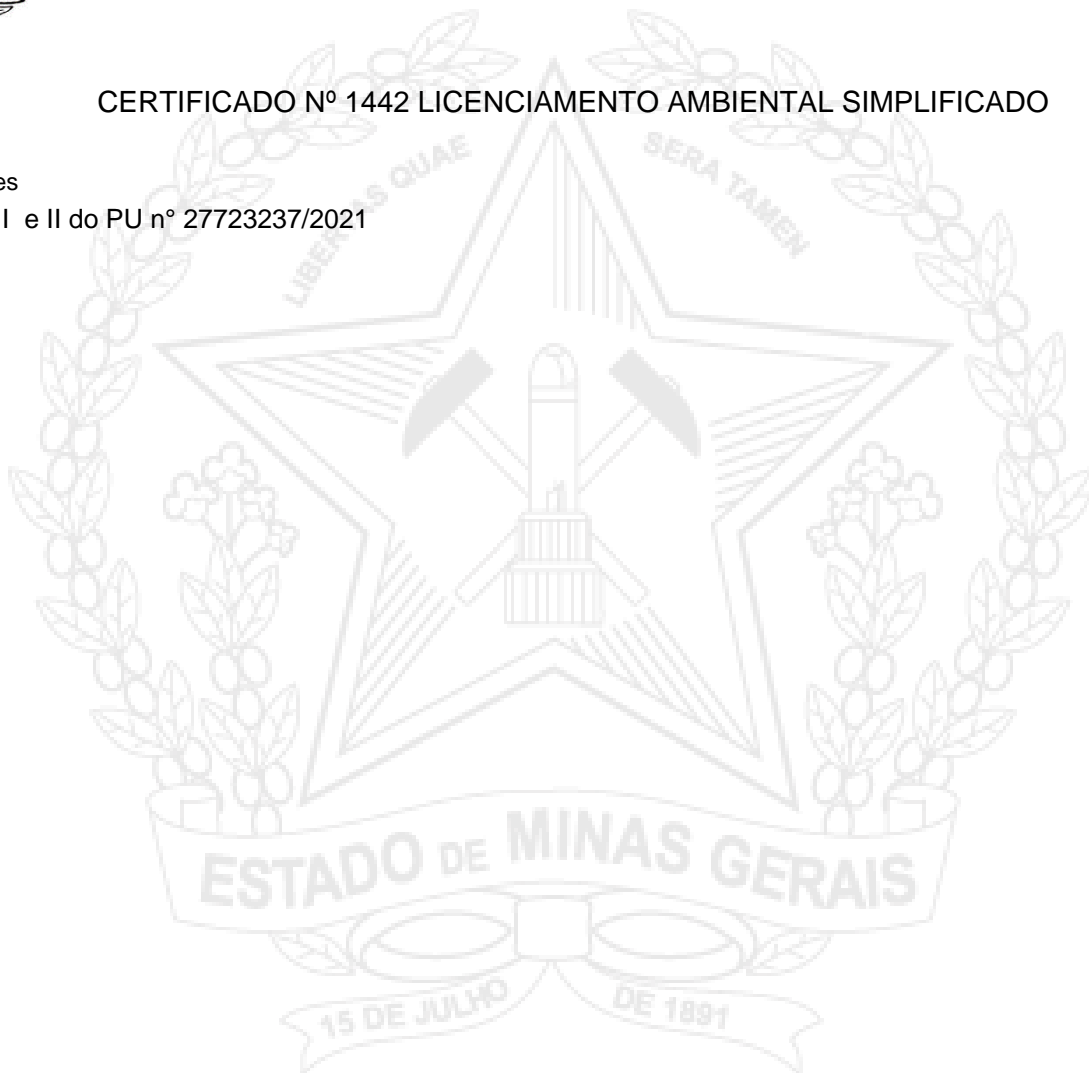 CERTIFICADO Nº 1442 LICENCIAMENTO AMBIENTAL SIMPLIFICADO
es
I e II do PU n° 27723237/2021
LIBERTAS QUAE
SERA TAMEN
ESTADO DE MINAS GERAIS
15 DE JULHO
DE 1891